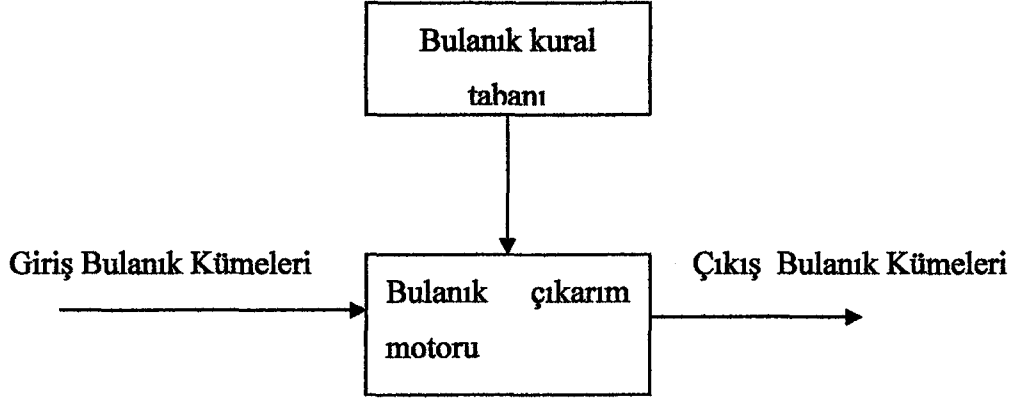 Bulanık kural
tabanı
Giriş Bulanık Kümeleri
Çıkış Bulanık Kümeleri
Bulanık çıkarım
motoru